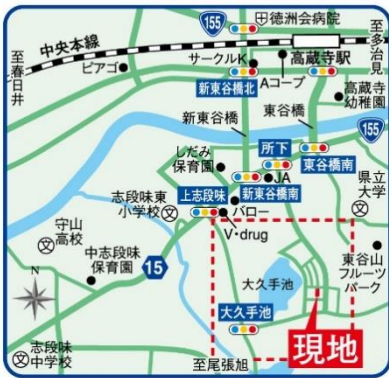 155
徳洲会病院
至多治見
中央本線
サークルK
高蔵寺駅
ピアゴ
Aコープ
至春日井
新東谷橋北
高蔵寺
幼稚園
新東谷橋
東谷橋
155
しだみ
保育園
所下
東谷橋南
JA
新東谷橋南
県立
大学
上志段味
志段味東
小学校
バロー
V・drug
守山
高校
中志段味
保育園
15
大久手池
東谷山
フルーツ
パーク
N
大久手池
現地
志段味
中学校
至尾張旭